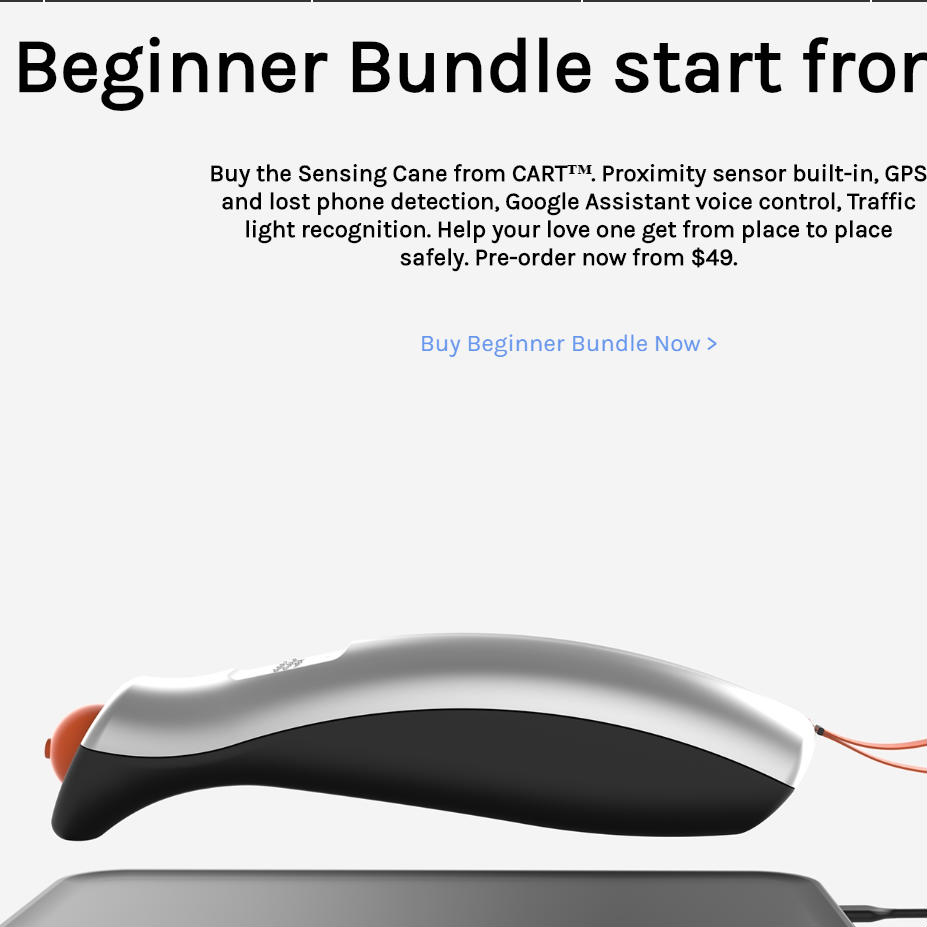 Beginner Bundle start from
Buy the Sensing Cane from CART™. Proximity sensor built-in, GPS
and lost phone detection, Google Assistant voice control, Traffic
light recognition. Help your love one get from place to place
safely. Pre-order now from $49.
Buy Beginner Bundle Now >